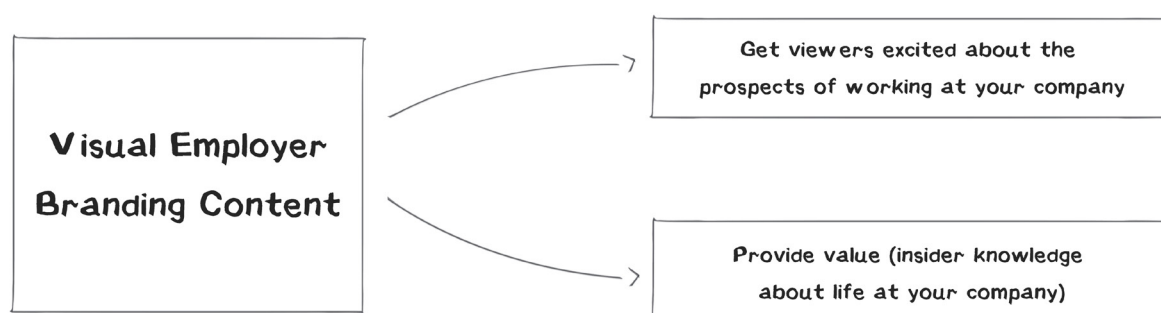 Visual Employer
Branding Content
Get viewers excited about the
prospects of working at your company
Provide value (insider knowledge
about life at your company)